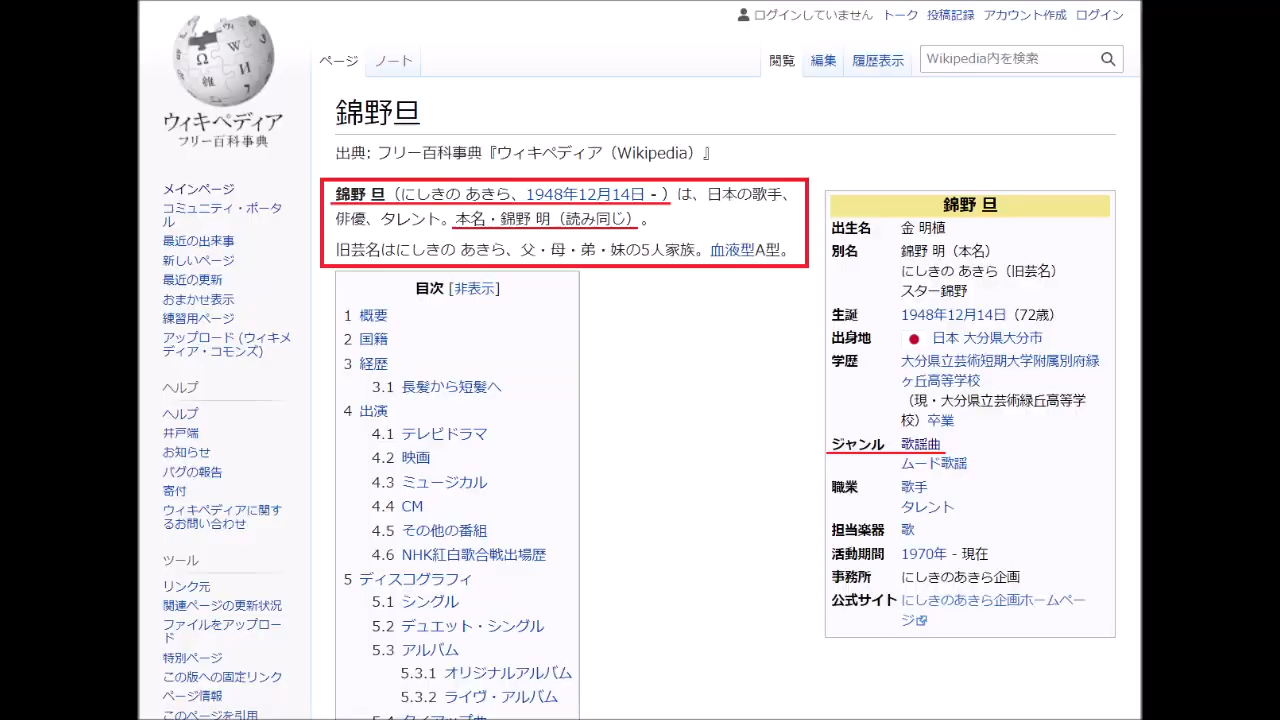 ログインしていません トーク 投稿記録 アカウント作成 ログイン
ページ ノート 閲覧 編集 履歴表示 Wikipedia内を検索
ウィキペディア
フリー百科事典
メインページ
コミュニティ・ポータ
ル
最近の出来事
新しいページ
最近の更新
おまかせ表示
練習用ページ
アップロード (ウィキメ
ディア・コモンズ)
ヘルプ
ヘルプ
井戸端
お知らせ
バグの報告
寄付
ウィキペディアに関す
るお問い合わせ
ツール
リンク元
関連ページの更新状況
ファイルをアップロー
ド
特別ページ
この版への固定リンク
ページ情報
このページを引用
錦野旦
出典: フリー百科事典『ウィキペディア（Wikipedia）』
錦野 旦（にしきの あきら、1948年12月14日 - ）は、日本の歌手、
俳優、タレント。本名・錦野 明（読み同じ）。
旧芸名はにしきの あきら、父・母・弟・妹の5人家族。血液型A型。
目次 [非表示]
1 概要
2 国籍
3 経歴
3.1 長髪から短髪へ
4 出演
4.1 テレビドラマ
4.2 映画
4.3 ミュージカル
4.4 CM
4.5 その他の番組
4.6 NHK紅白歌合戦出場歴
5 ディスコグラフィ
5.1 シングル
5.2 デュエット・シングル
5.3 アルバム
5.3.1 オリジナルアルバム
5.3.2 ライヴ・アルバム
5.4 タイアップ曲
錦野 旦
出生名 金 明植
別名 錦野 明（本名）
にしきの あきら（旧芸名）
スター錦野
生誕 1948年12月14日（72歳）
出身地 日本 大分県大分市
学歴 大分県立芸術短期大学附属別府緑
ヶ丘高等学校
（現・大分県立芸術緑丘高等学
校）卒業
ジャンル 歌謡曲
ムード歌謡
職業 歌手
タレント
担当楽器 歌
活動期間 1970年 - 現在
事務所 にしきのあきら企画
公式サイト にしきのあきら企画ホームペー
ジ